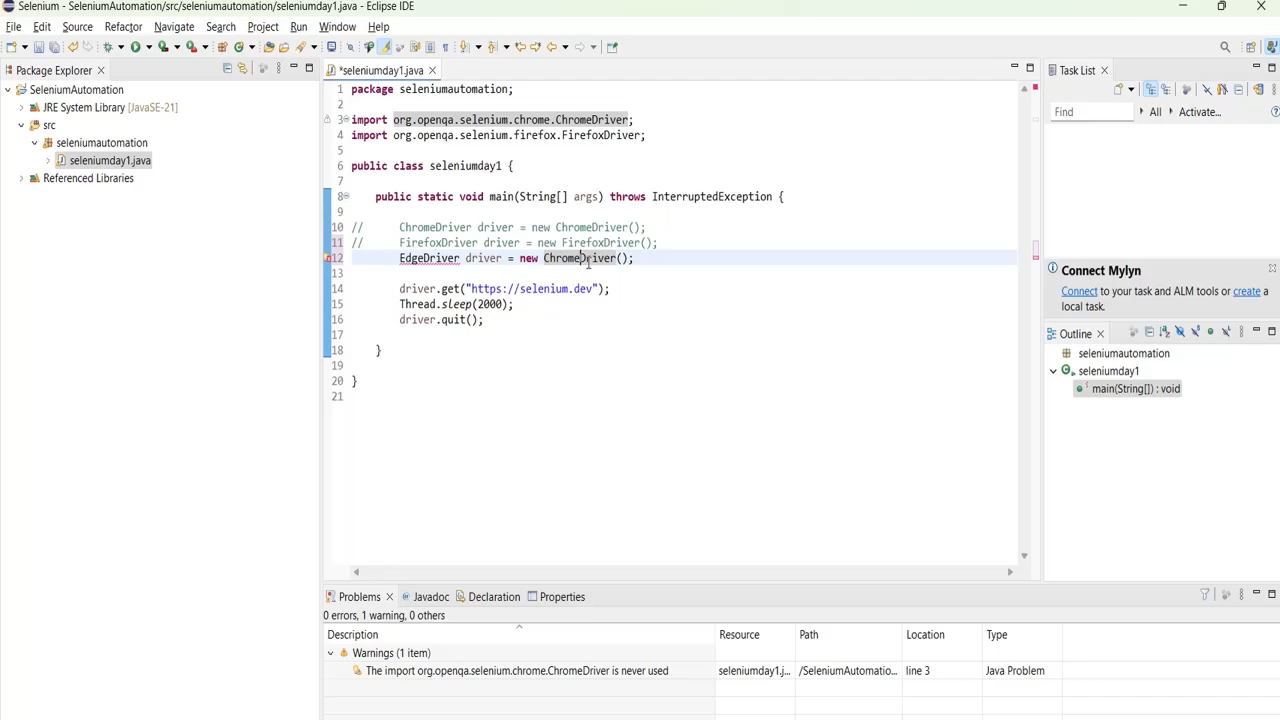 Selenium - SeleniumAutomation/src/seleniumautomation/seleniumday1.java - Eclipse IDE
File Edit Source Refactor Navigate Search Project Run Window Help
Package Explorer
SeleniumAutomation
JRE System Library [JavaSE-21]
src
seleniumautomation
seleniumday1.java
Referenced Libraries
*seleniumday1.java
1 package seleniumautomation;
2
3 import org.openqa.selenium.chrome.ChromeDriver;
4 import org.openqa.selenium.firefox.FirefoxDriver;
5
6 public class seleniumday1 {
7
8 public static void main(String[] args) throws InterruptedException {
9
10 // ChromeDriver driver = new ChromeDriver();
11 // FirefoxDriver driver = new FirefoxDriver();
12 EdgeDriver driver = new ChromeDriver();
13
14 driver.get("https://selenium.dev");
15 Thread.sleep(2000);
16 driver.quit();
17
18 }
19
20 }
21
Task List
Find All Activate...
Connect Mylyn
Connect to your task and ALM tools or create a
local task.
Outline
seleniumautomation
seleniumday1
main(String[]) : void
Problems Javadoc Declaration Properties
0 errors, 1 warning, 0 others
Description Resource Path Location Type
Warnings (1 item)
The import org.openqa.selenium.chrome.ChromeDriver is never used seleniumday1.j... /SeleniumAutomatio... line 3 Java Problem